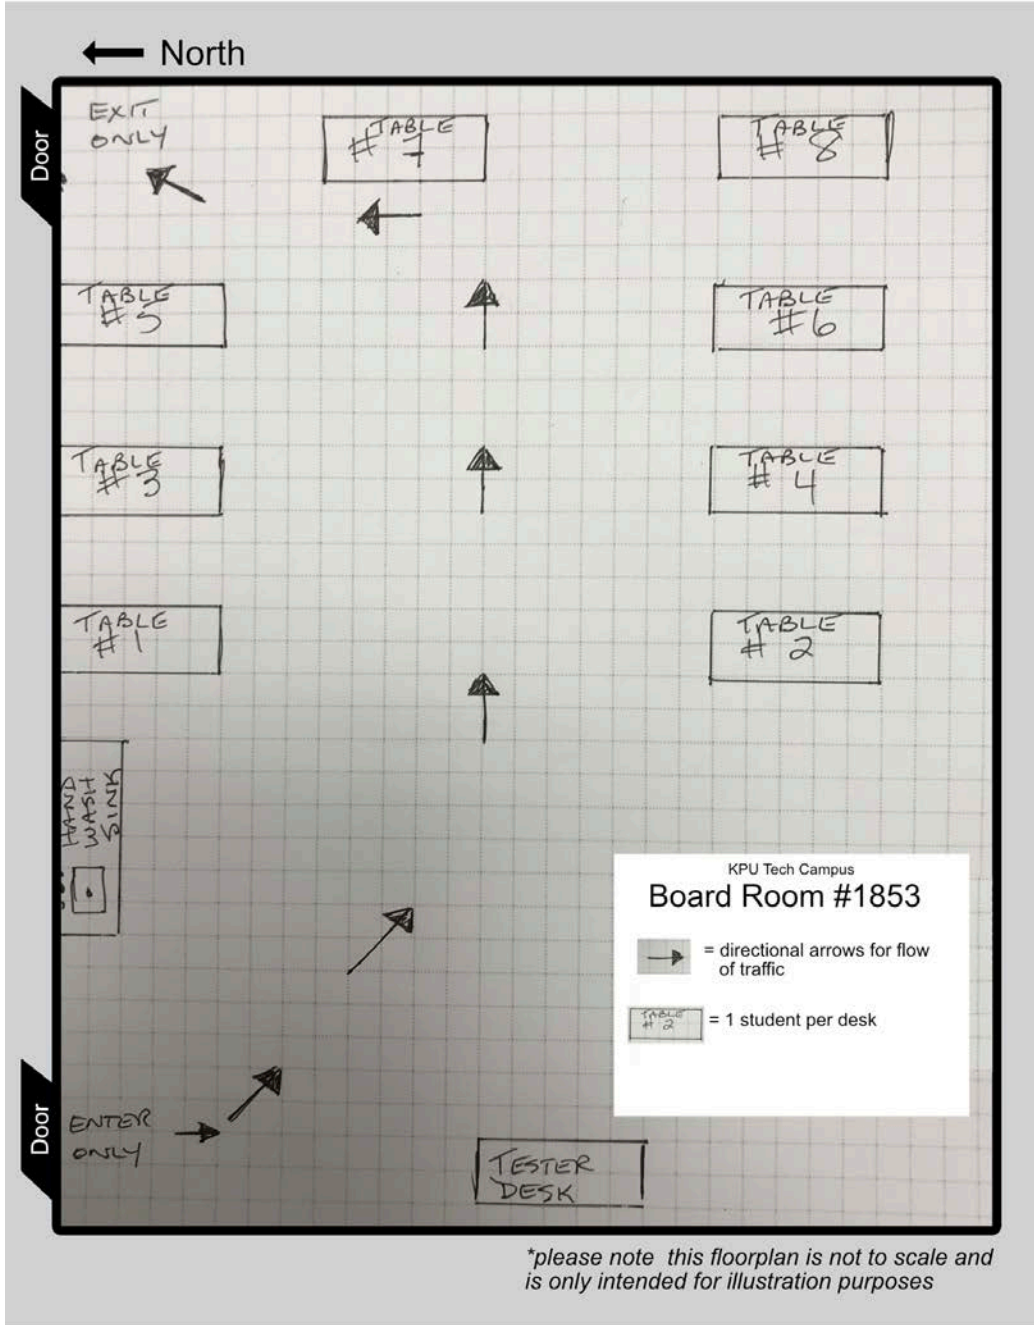 North
Door
EXIT
ONLY
TABLE
# 7
TABLE
# 8
TABLE
# 5
TABLE
#6
TABLE
# 3
TABLE
# 4
TABLE
# 1
TABLE
# 2
HAND
WASH
SINK
KPU Tech Campus
Board Room #1853
= directional arrows for flow
of traffic
TABLE
# 2
= 1 student per desk
Door
ENTER
ONLY
TESTER
DESK
*please note this floorplan is not to scale and
is only intended for illustration purposes